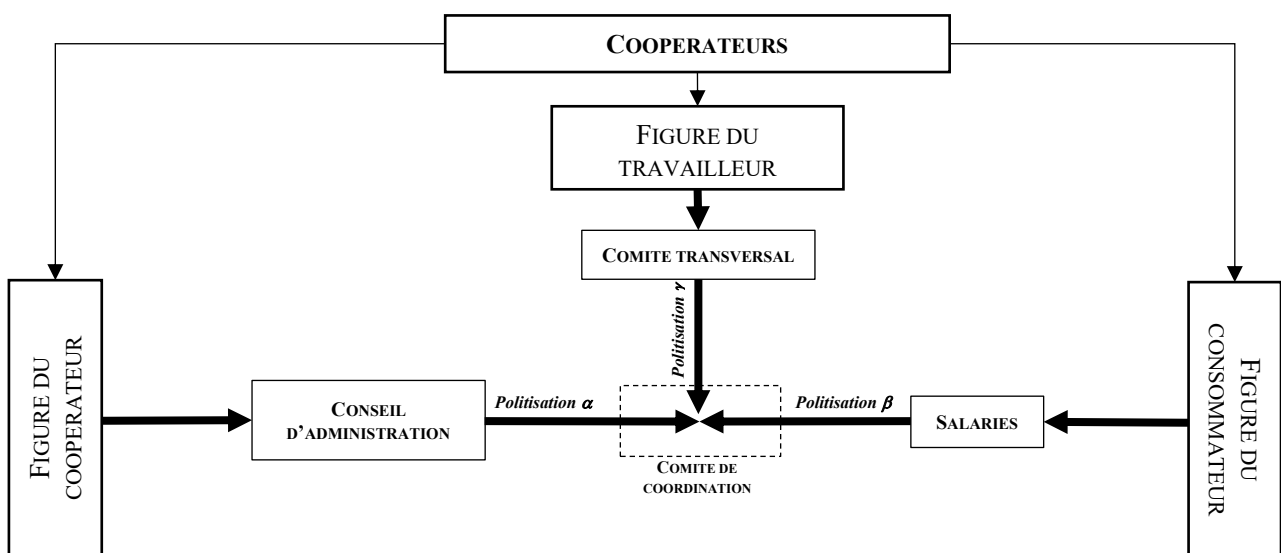 COOPERATEURS
FIGURE DU
TRAVAILLEUR
COMITE TRANSVERSAL
Politisation γ
FIGURE DU
COOPERATEUR
CONSEIL
D’ADMINISTRATION
Politisation α
Politisation β
SALARIES
FIGURE DU
CONSOMMATEUR
COMITE DE
COORDINATION